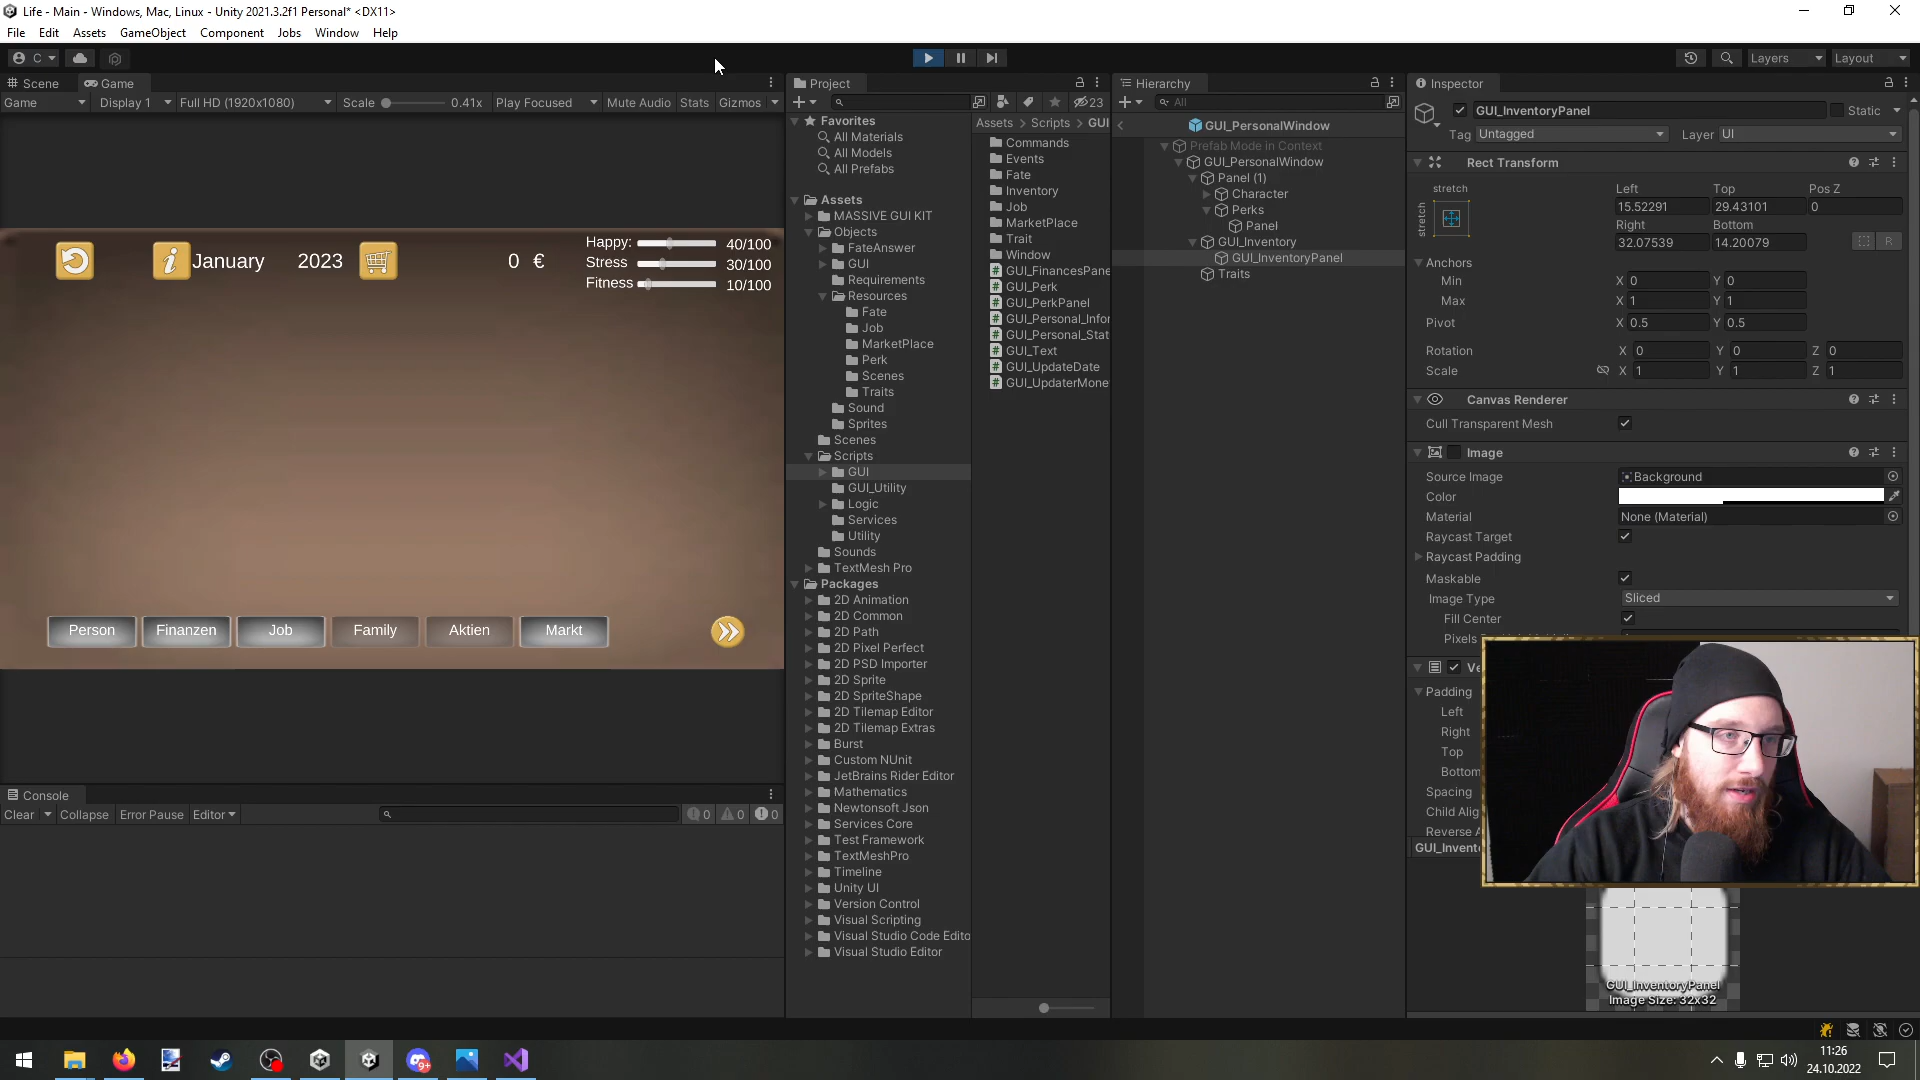 Life - Main - Windows, Mac, Linux - Unity 2021.3.2f1 Personal* <DX11>
File Edit Assets GameObject Component Jobs Window Help
C Layers Layout
Scene Game
Game Display 1 Full HD (1920x1080) Scale 0.41x Play Focused Mute Audio Stats Gizmos
January 2023 0 €
Happy: 40/100
Stress 30/100
Fitness 10/100
Person Finanzen Job Family Aktien Markt
Console
Clear Collapse Error Pause Editor 0 0 0
Project
23
Favorites
All Materials
All Models
All Prefabs
Assets
MASSIVE GUI KIT
Objects
FateAnswer
GUI
Requirements
Resources
Fate
Job
MarketPlace
Perk
Scenes
Traits
Sound
Sprites
Scenes
Scripts
GUI
GUI_Utility
Logic
Services
Utility
Sounds
TextMesh Pro
Packages
2D Animation
2D Common
2D Path
2D Pixel Perfect
2D PSD Importer
2D Sprite
2D SpriteShape
2D Tilemap Editor
2D Tilemap Extras
Burst
Custom NUnit
JetBrains Rider Editor
Mathematics
Newtonsoft Json
Services Core
Test Framework
TextMeshPro
Timeline
Unity UI
Version Control
Visual Scripting
Visual Studio Code Edito
Visual Studio Editor
Assets > Scripts > GUI
Commands
Events
Fate
Inventory
Job
MarketPlace
Trait
Window
GUI_FinancesPane
GUI_Perk
GUI_PerkPanel
GUI_Personal_Infor
GUI_Personal_Stat
GUI_Text
GUI_UpdateDate
GUI_UpdaterMone
Hierarchy
All
GUI_PersonalWindow
Prefab Mode in Context
GUI_PersonalWindow
Panel (1)
Character
Perks
Panel
GUI_Inventory
GUI_InventoryPanel
Traits
Inspector
GUI_InventoryPanel Static
Tag Untagged Layer UI
Rect Transform
stretch Left Top Pos Z
stretch 15.52291 29.43101 0
Right Bottom
32.07539 14.20079 R
Anchors
Min X 0 Y 0
Max X 1 Y 1
Pivot X 0.5 Y 0.5
Rotation X 0 Y 0 Z 0
Scale X 1 Y 1 Z 1
Canvas Renderer
Cull Transparent Mesh
Image
Source Image Background
Color
Material None (Material)
Raycast Target
Raycast Padding
Maskable
Image Type Sliced
Fill Center
Pixels
Ve
Padding
Left
Right
Top
Bottom
Spacing
Child Alig
Reverse A
GUI_Invent
GUI_InventoryPanel
Image Size: 32x32
9+
11:26
24.10.2022